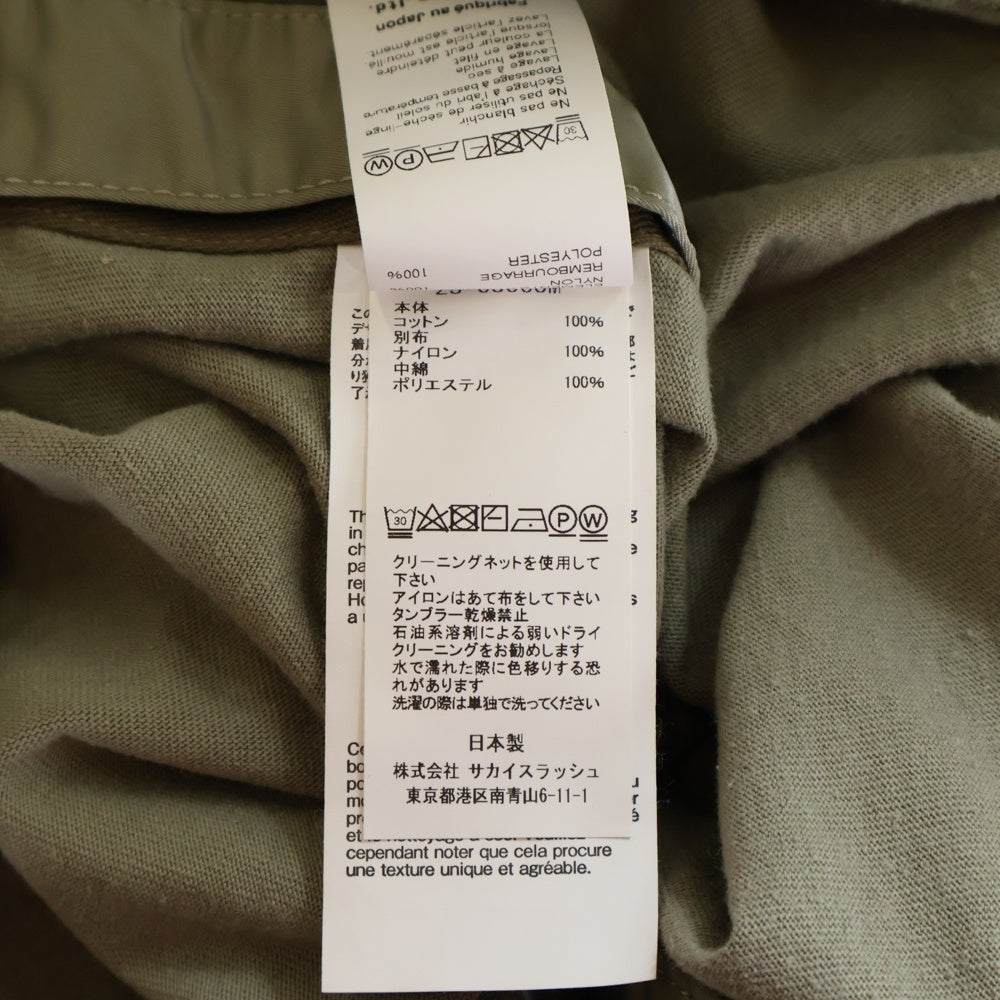 Fabriqué au Japon
Lavez l'article séparément.
lorsque l'article est mouillé.
La couleur peut déteindre
Lavage en filet
Lavage humide
Repassage à sec
à basse température
Séchage à l'abri du soleil
Ne pas utiliser de sèche-linge
Ne pas blanchir
30
P
W
POLYESTER 100%
REMBOURRAGE
NYLON
本体
コットン 100%
別布
ナイロン 100%
中綿
ポリエステル 100%
30
P
W
クリーニングネットを使用して
下さい
アイロンはあて布をして下さい
タンブラー乾燥禁止
石油系溶剤による弱いドライ
クリーニングをお勧めします
水で濡れた際に色移りする恐
れがあります
洗濯の際は単独で洗ってください
日本製
株式会社 サカイスラッシュ
東京都港区南青山6-11-1
cependant noter que cela procure
une texture unique et agréable.